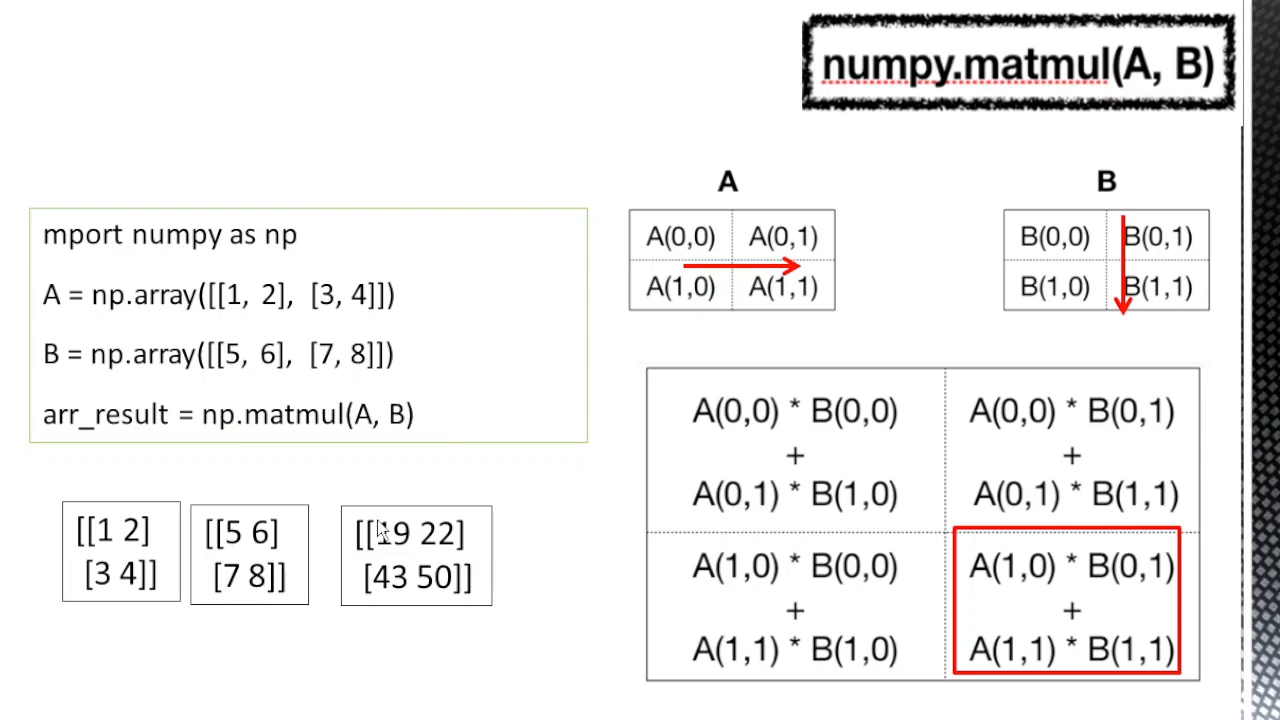 numpy.matmul(A, B)
mport numpy as np
A = np.array([[1, 2], [3, 4]])
B = np.array([[5, 6], [7, 8]])
arr_result = np.matmul(A, B)
[[1 2]
[3 4]]
[[5 6]
[7 8]]
[[19 22]
[43 50]]
A
A(0,0) A(0,1)
A(1,0) A(1,1)
B
B(0,0) B(0,1)
B(1,0) B(1,1)
A(0,0) * B(0,0)
+
A(0,1) * B(1,0)
A(0,0) * B(0,1)
+
A(0,1) * B(1,1)
A(1,0) * B(0,0)
+
A(1,1) * B(1,0)
A(1,0) * B(0,1)
+
A(1,1) * B(1,1)